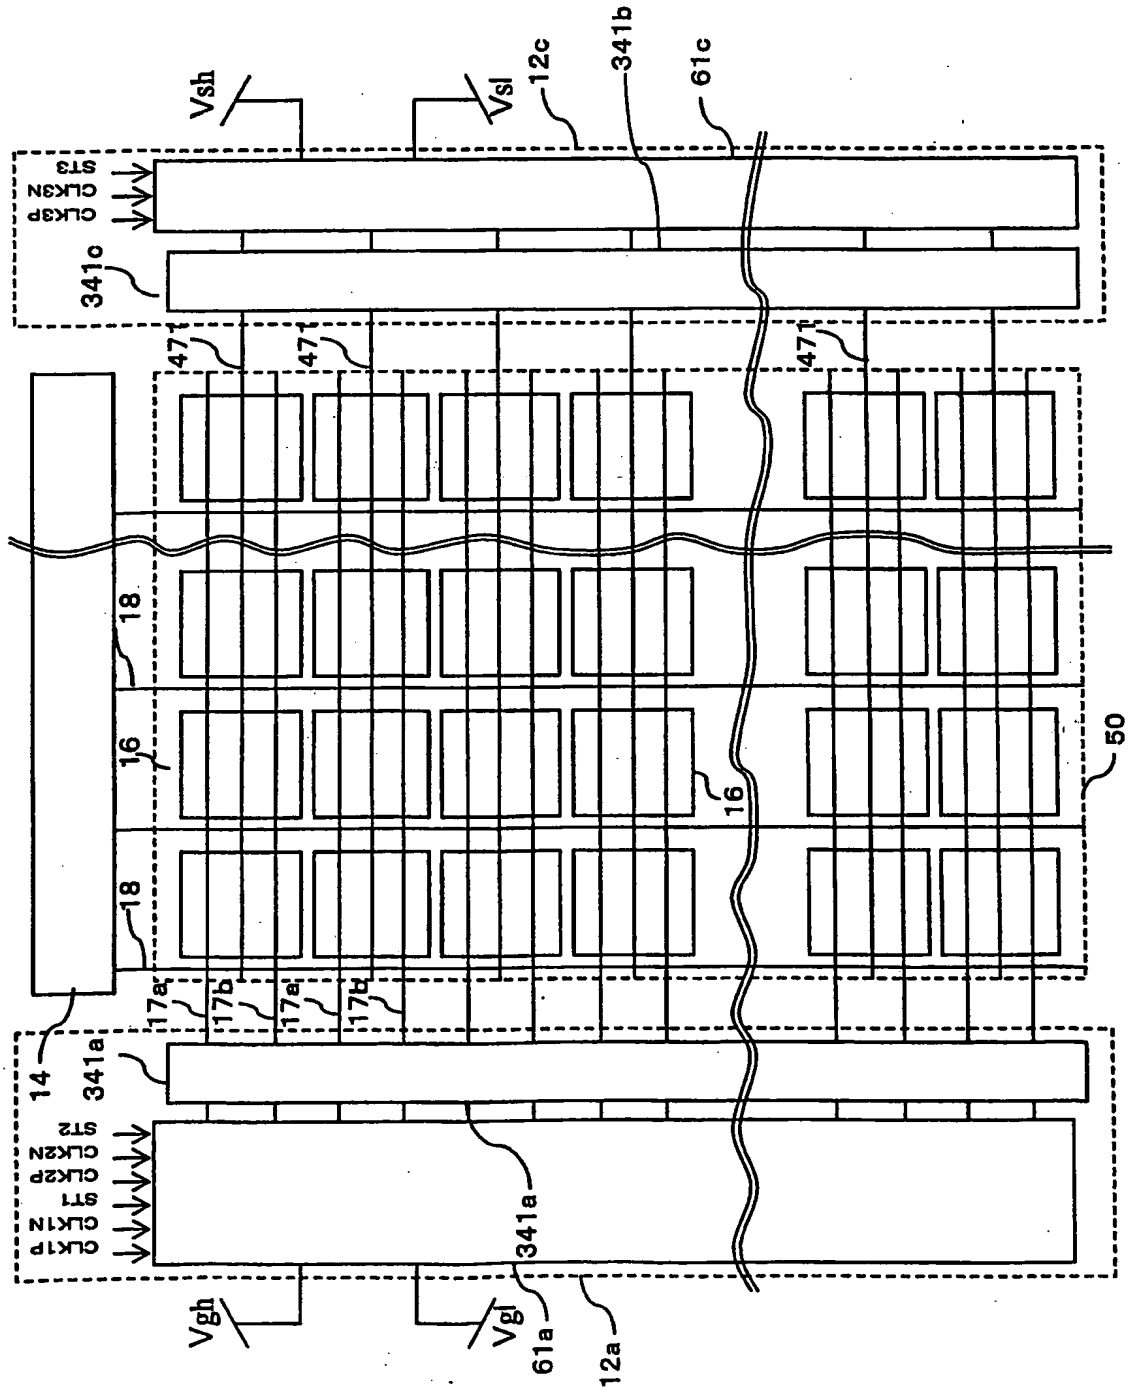 Vsh
Vsl
12c
341b
61c
ST3
CLK3N
CLK3P
341c
471
471
471
18
16
16
50
18
17a
17b
17a
17b
14
341a
ST2
CLK2N
CLK2P
ST1
CLK1N
CLK1P
341a
Vgh
Vgl
61a
12a